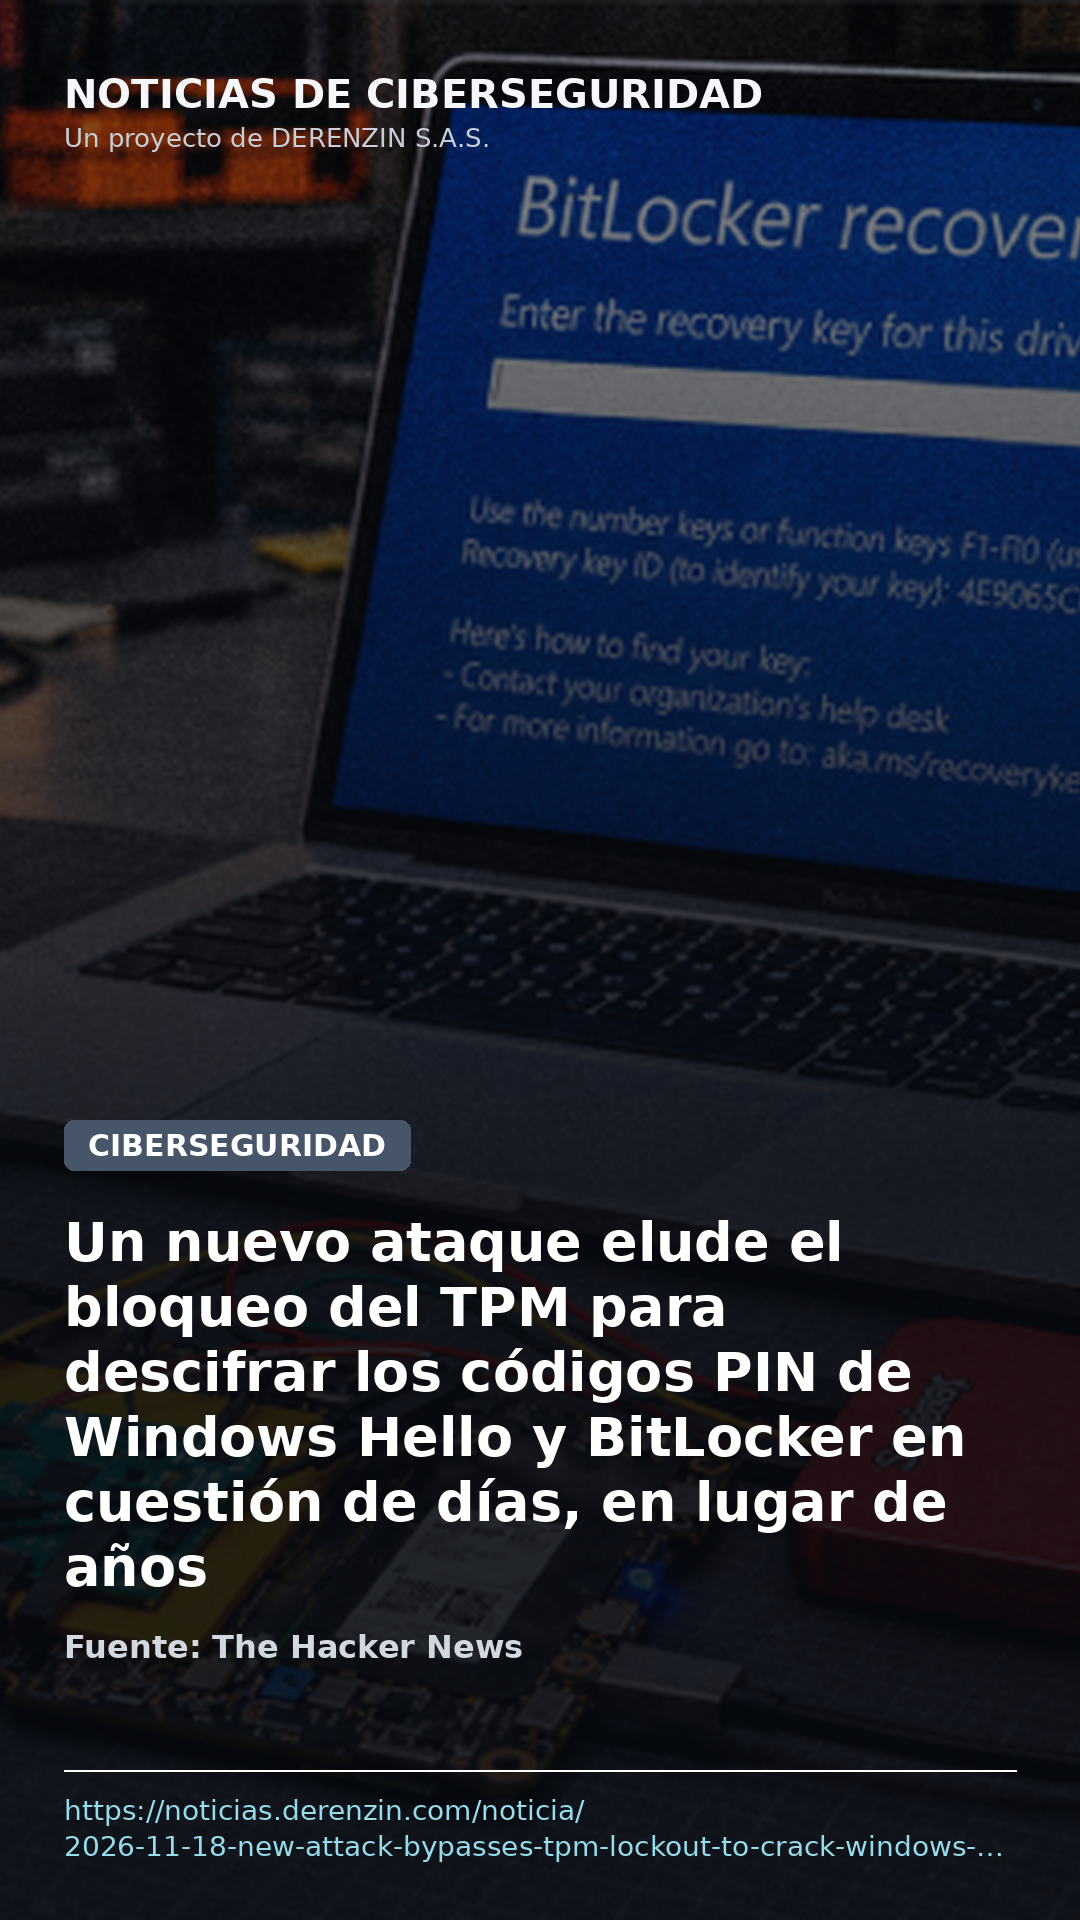 NOTICIAS DE CIBERSEGURIDAD
Un proyecto de DERENZIN S.A.S.
BitLocker recover
Enter the recovery key for this driv
Use the number keys or function keys F1-F10 (us
Recovery key ID (to identify your key): 4E9065C
Here's how to find your key:
- Contact your organization's help desk
- For more information go to: aka.ms/recoveryke
CIBERSEGURIDAD
Un nuevo ataque elude el
bloqueo del TPM para
descifrar los códigos PIN de
Windows Hello y BitLocker en
cuestión de días, en lugar de
años
Fuente: The Hacker News
https://noticias.derenzin.com/noticia/
2026-11-18-new-attack-bypasses-tpm-lockout-to-crack-windows-…